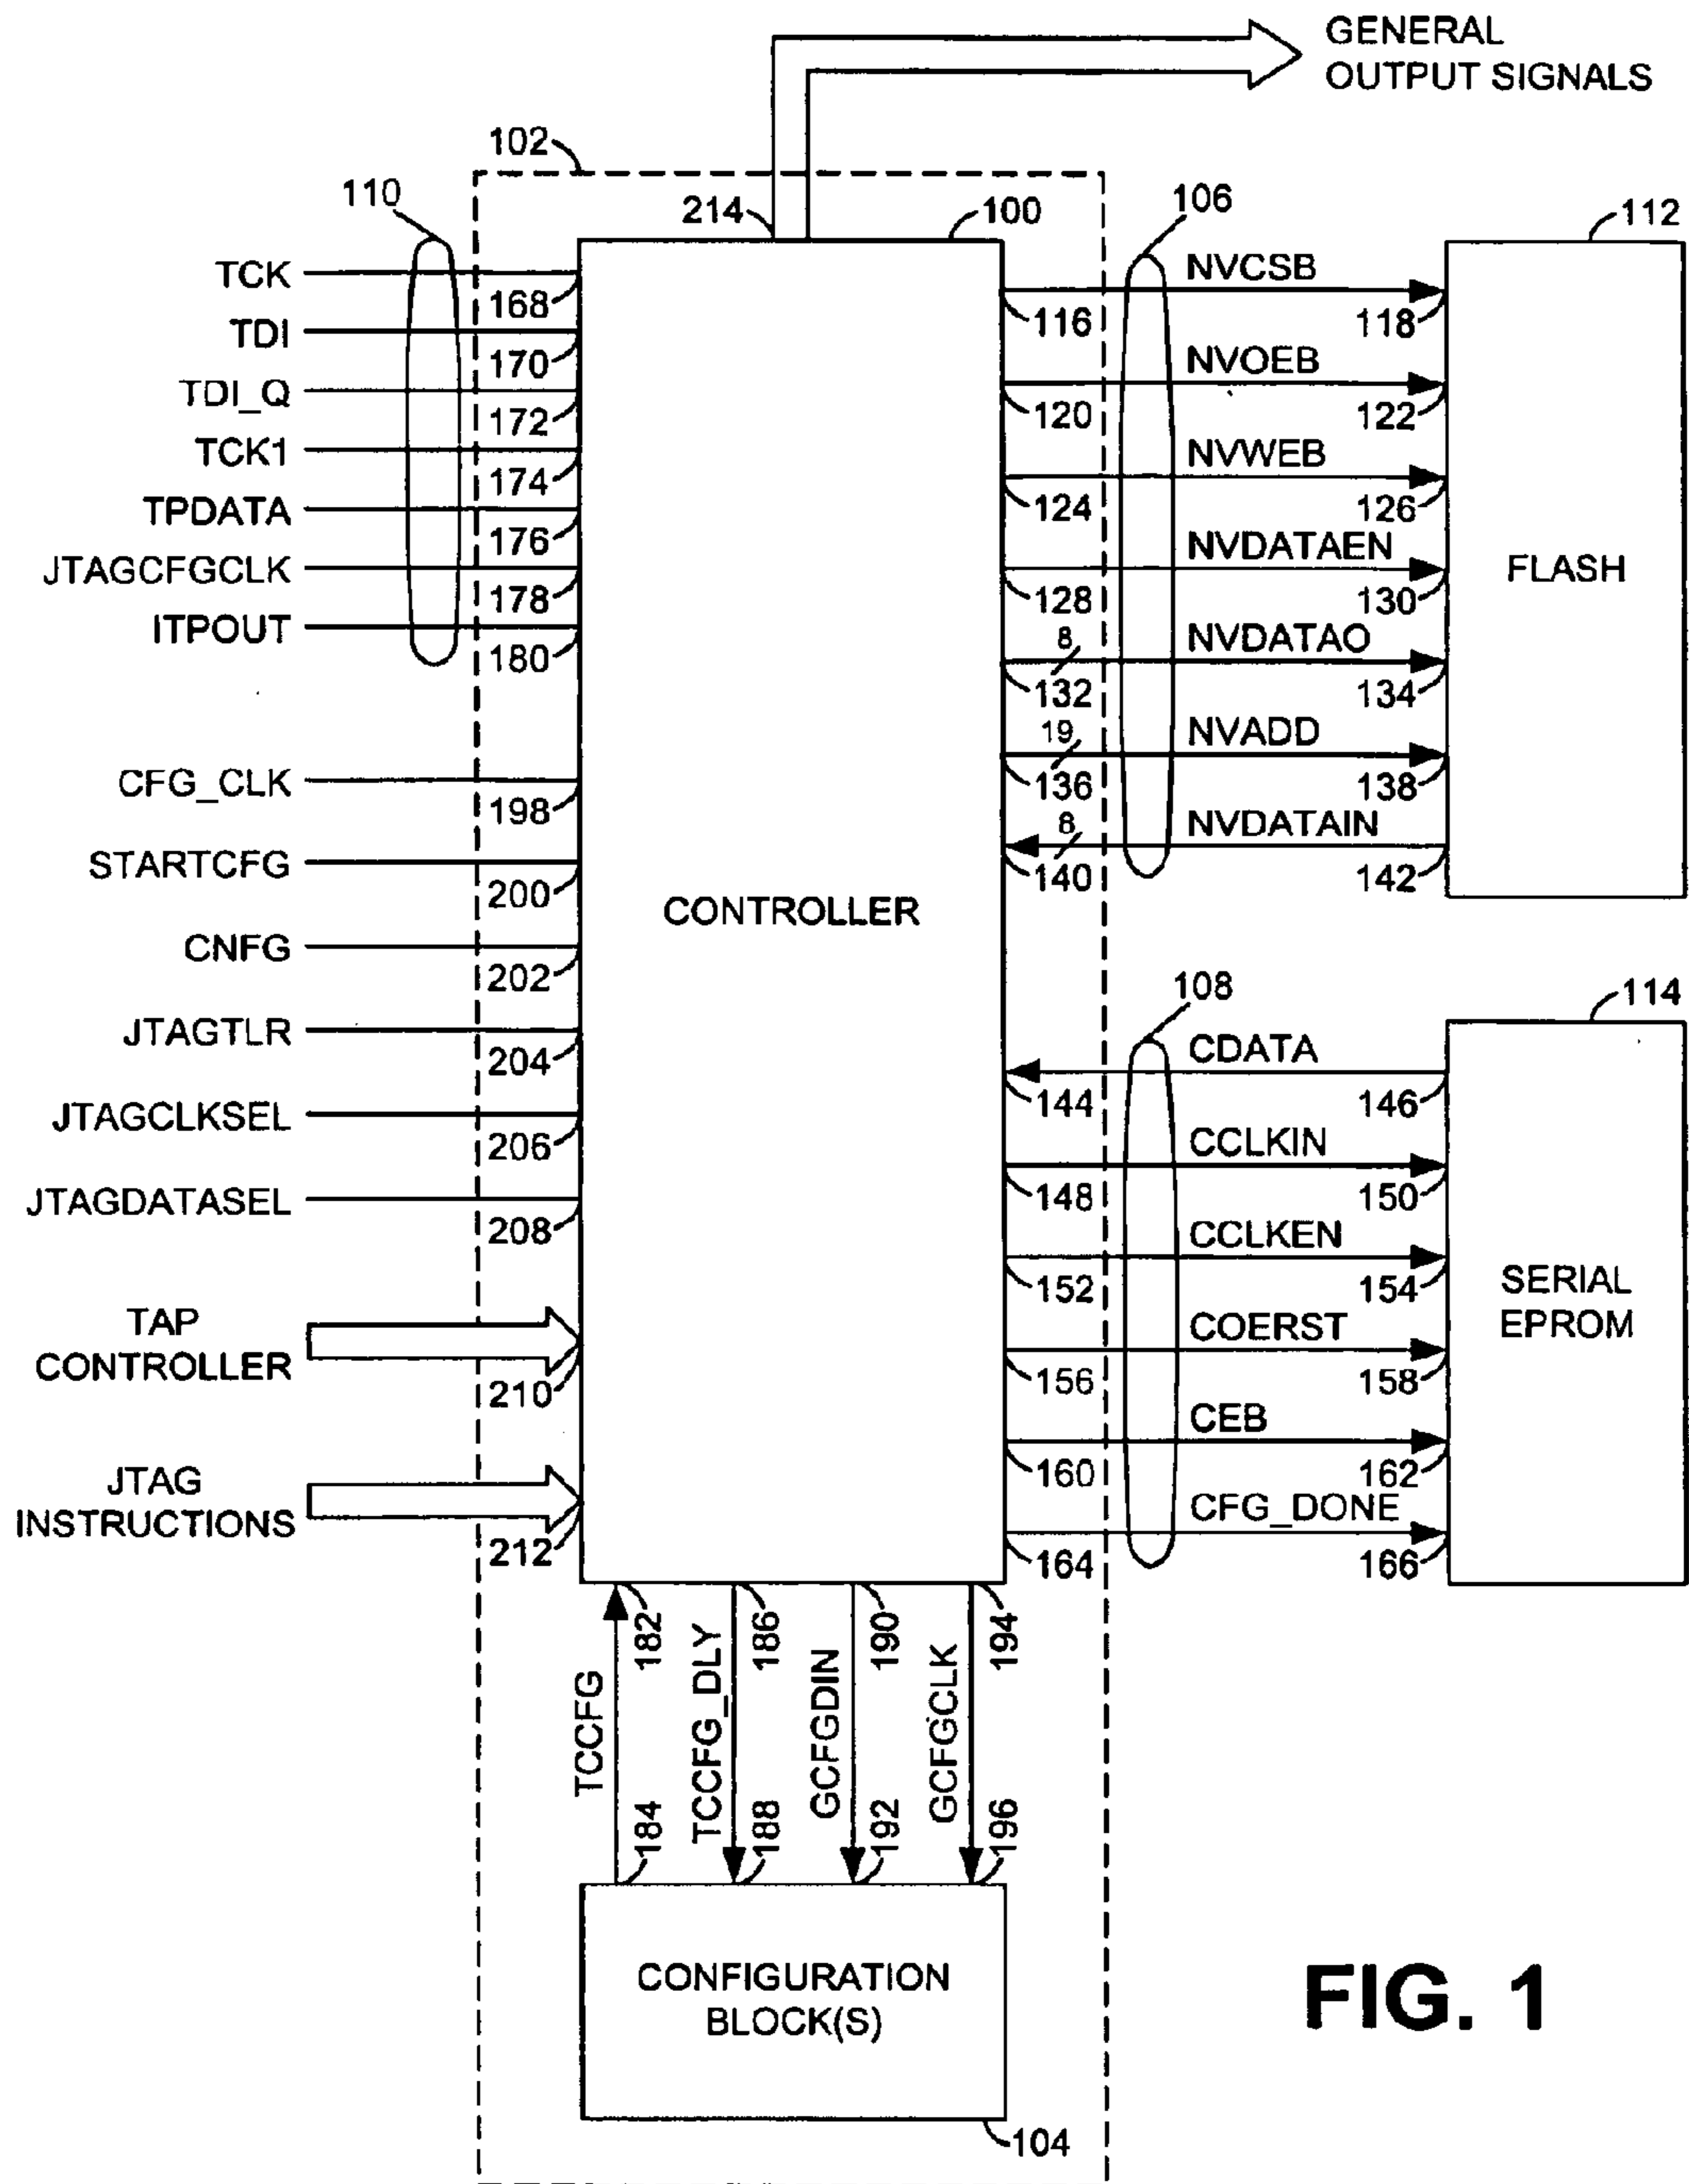 GENERAL
OUTPUT SIGNALS
102
110
214
100
106
112
TCK
168
TDI
170
TDI_Q
172
TCK1
174
TPDATA
176
JTAGCFGCLK
178
ITPOUT
180
CFG_CLK
198
STARTCFG
200
CNFG
202
JTAGTLR
204
JTAGCLKSEL
206
JTAGDATASEL
208
TAP
CONTROLLER
210
JTAG
INSTRUCTIONS
212
CONTROLLER
NVCSB
116
118
NVOEB
120
122
NVWEB
124
126
NVDATAEN
128
130
8
NVDATAO
132
134
19
NVADD
136
138
8
NVDATAIN
140
142
FLASH
108
114
CDATA
144
146
CCLKIN
148
150
CCLKEN
152
154
COERST
156
158
CEB
160
162
CFG_DONE
164
166
SERIAL
EPROM
182
TCCFG
184
186
TCCFG_DLY
188
190
GCFGDIN
192
194
GCFGCLK
196
CONFIGURATION
BLOCK(S)
104
FIG. 1